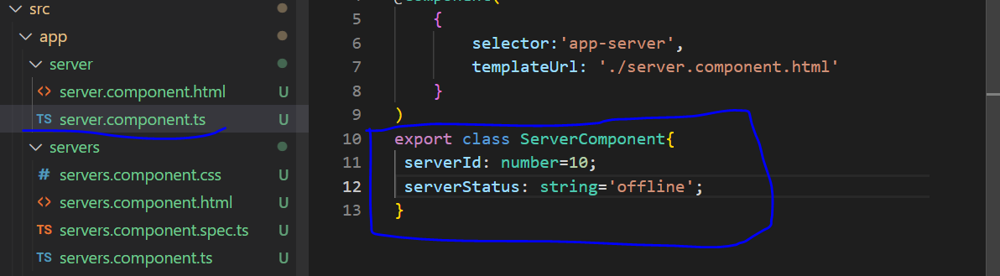 src
app
server
<> server.component.html U
TS server.component.ts U
servers
# servers.component.css U
<> servers.component.html U
TS servers.component.spec.ts U
TS servers.component.ts U
5 {
6 selector:'app-server',
7 templateUrl: './server.component.html'
8 }
9 )
10 export class ServerComponent{
11 serverId: number=10;
12 serverStatus: string='offline';
13 }